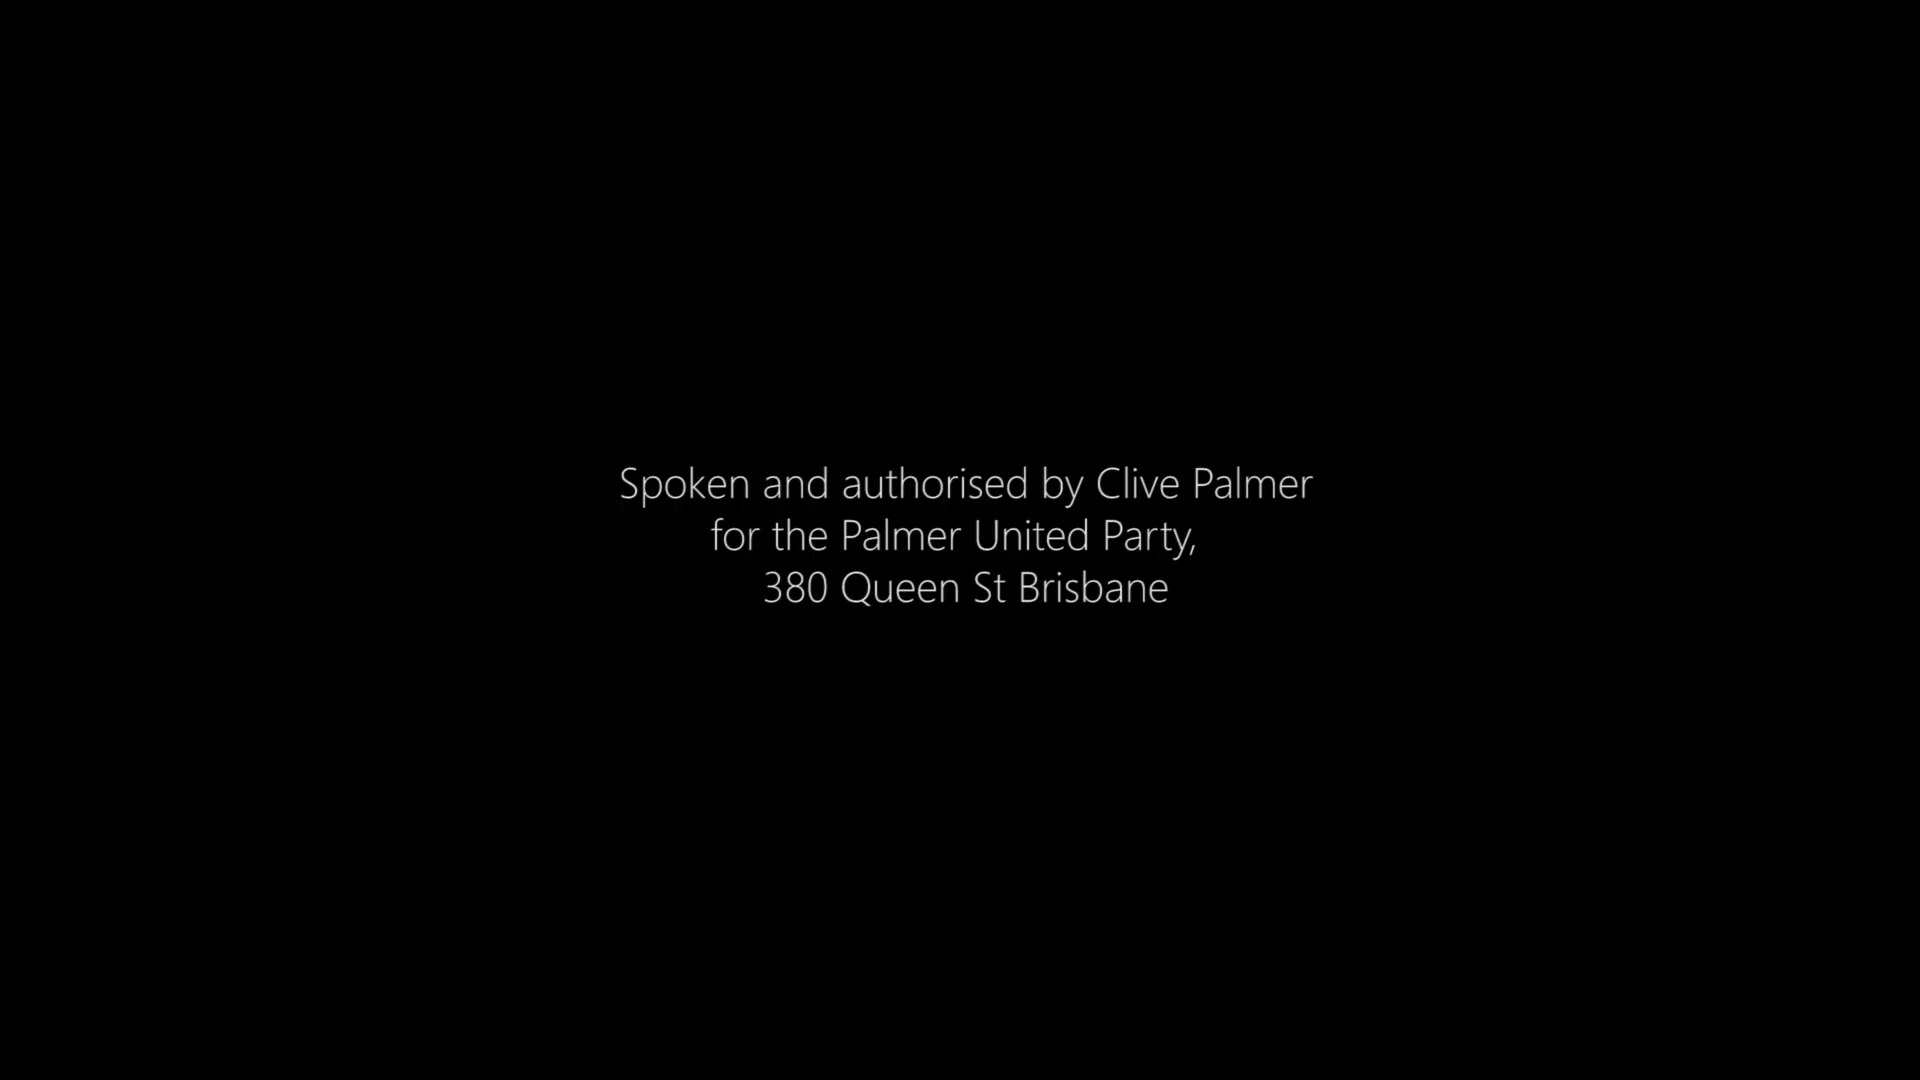 Spoken and authorised by Clive Palmer
for the Palmer United Party,
380 Queen St Brisbane